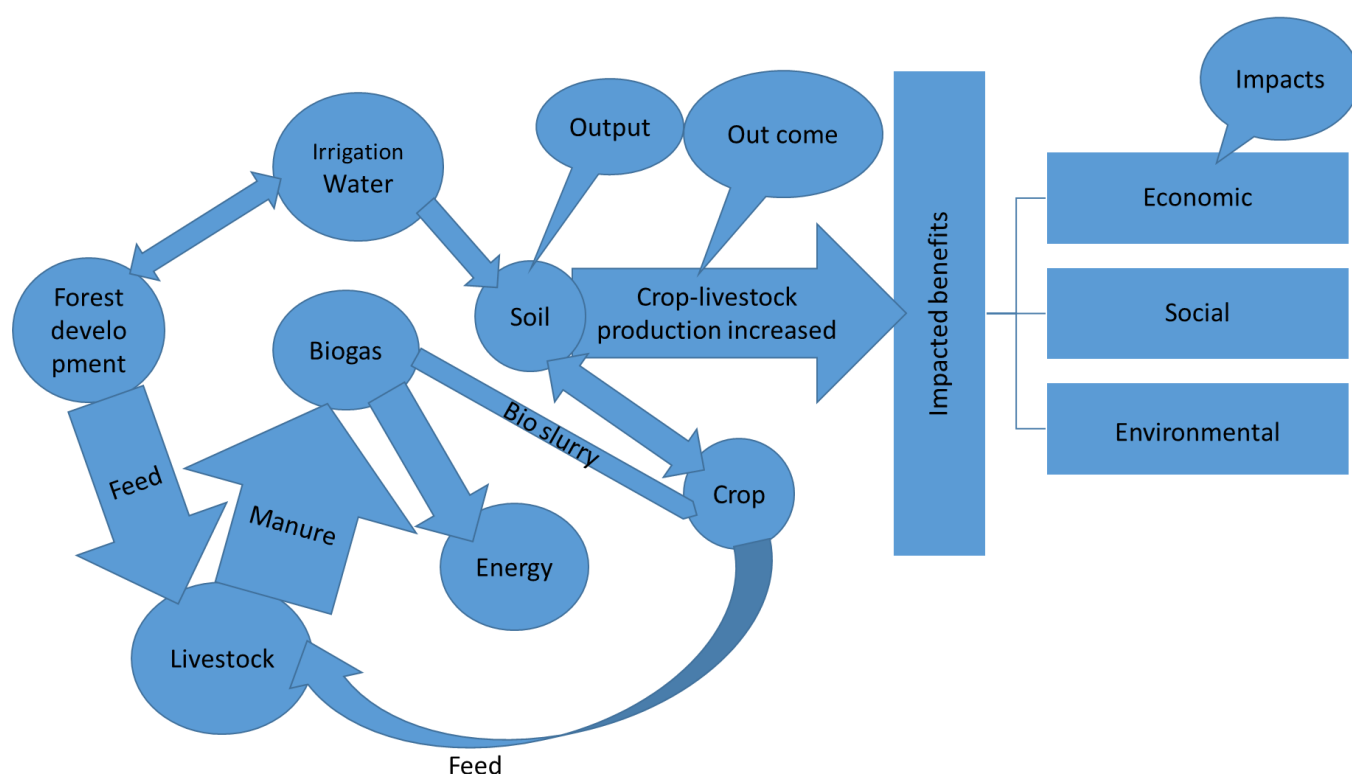 Impacts
Output
Out come
Irrigation
Water
Economic
Forest
develo
pment
Soil
Crop-livestock
production increased
Impacted benefits
Social
Biogas
Bio slurry
Environmental
Feed
Manure
Crop
Energy
Livestock
Feed